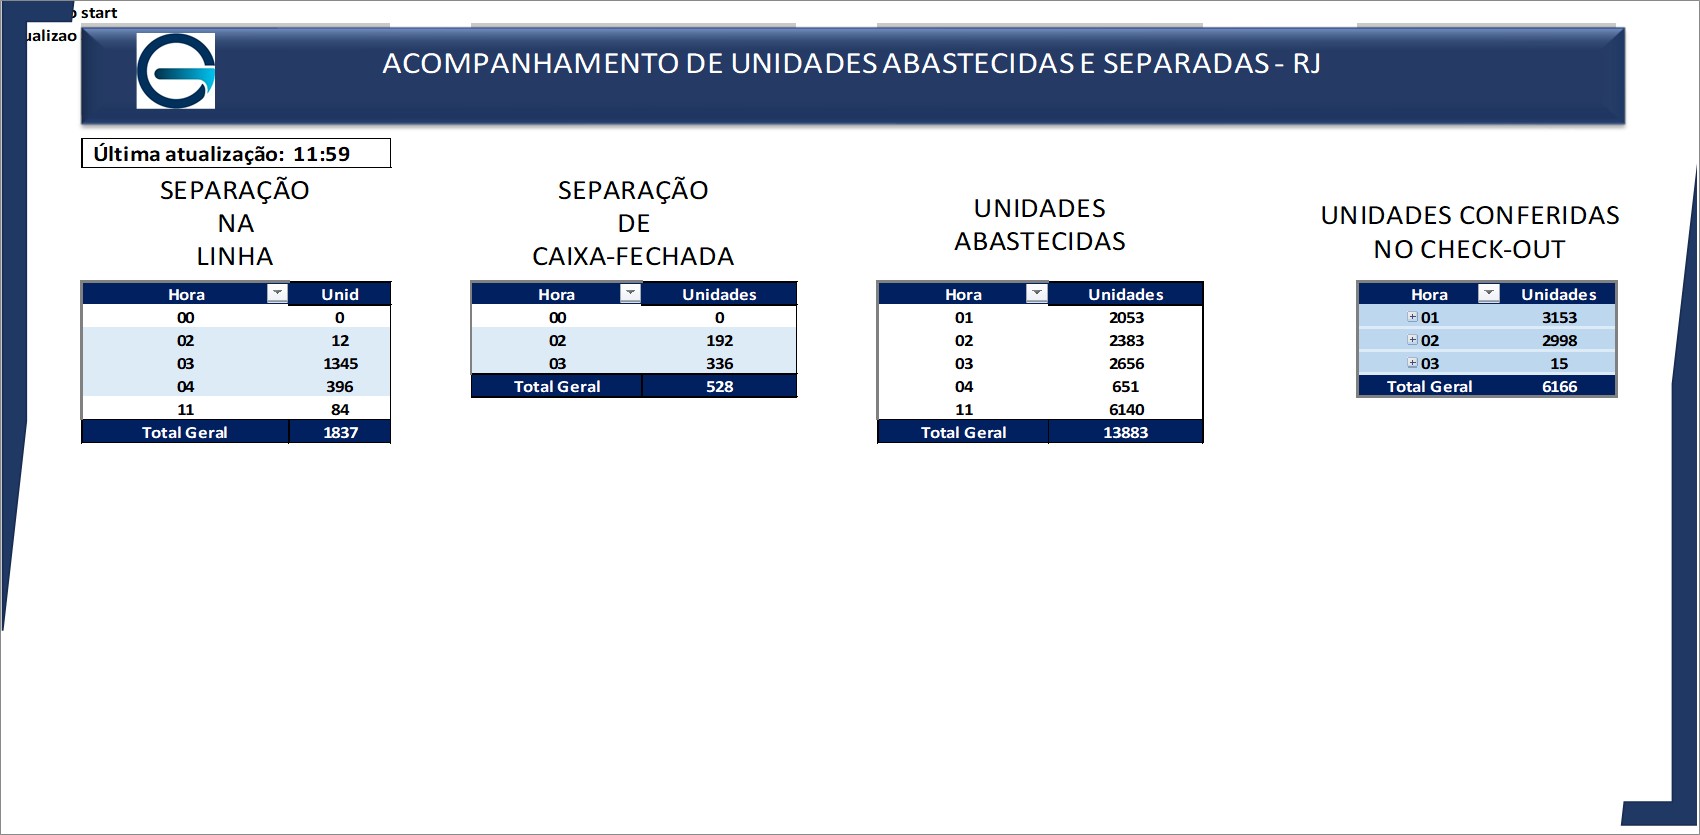 start
ACOMPANHAMENTO DE UNIDADES ABASTECIDAS E SEPARADAS - RJ
Última atualização: 11:59
SEPARAÇÃO
NA
LINHA
Hora Unid
00 0
02 12
03 1345
04 396
11 84
Total Geral 1837
SEPARAÇÃO
DE
CAIXA-FECHADA
Hora Unidades
00 0
02 192
03 336
Total Geral 528
UNIDADES
ABASTECIDAS
Hora Unidades
01 2053
02 2383
03 2656
04 651
11 6140
Total Geral 13883
UNIDADES CONFERIDAS
NO CHECK-OUT
Hora Unidades
01 3153
02 2998
03 15
Total Geral 6166